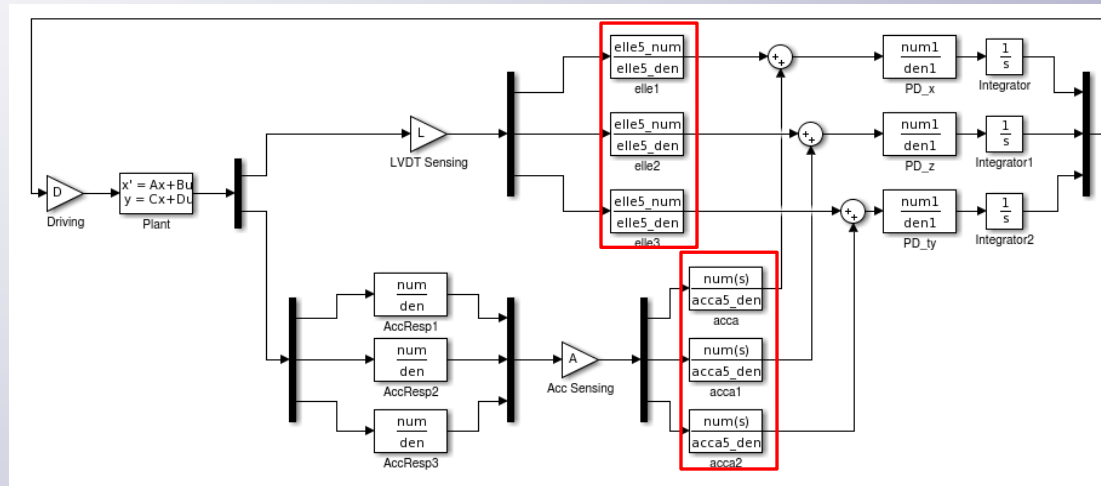 elle5_num
elle5_den
elle1
num1
den1
PD_x
1
s
Integrator
L
LVDT Sensing
elle5_num
elle5_den
elle2
num1
den1
PD_z
1
s
Integrator1
D
Driving
x' = Ax+Bu
y = Cx+Du
Plant
elle5_num
elle5_den
elle3
num1
den1
PD_ty
1
s
Integrator2
num
den
AccResp1
num(s)
acca5_den
acca
num
den
AccResp2
A
Acc Sensing
num(s)
acca5_den
acca1
num
den
AccResp3
num(s)
acca5_den
acca2